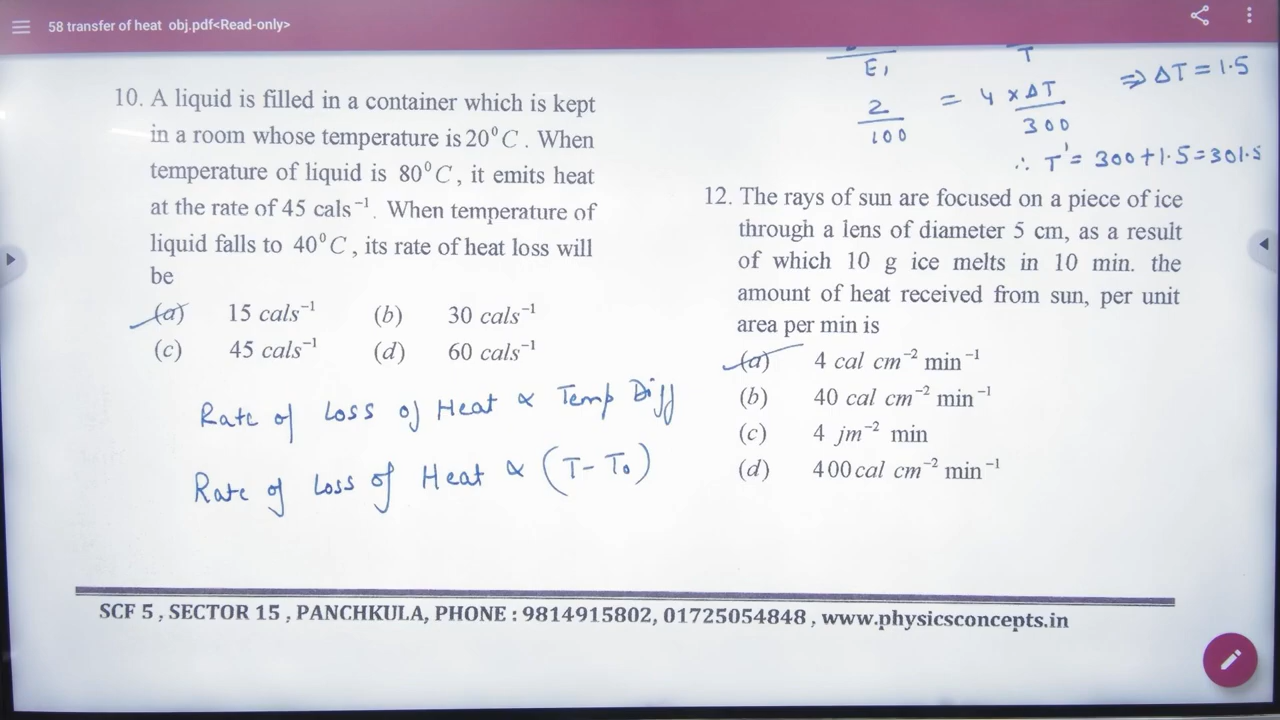 58 transfer of heat obj.pdf<Read-only>
10. A liquid is filled in a container which is kept
in a room whose temperature is 20⁰C. When
temperature of liquid is 80⁰C, it emits heat
at the rate of 45 cals⁻¹. When temperature of
liquid falls to 40⁰C, its rate of heat loss will
be
(a) 15 cals⁻¹ (b) 30 cals⁻¹
(c) 45 cals⁻¹ (d) 60 cals⁻¹
Rate of Loss of Heat ∝ Temp Diff
Rate of Loss of Heat ∝ (T - T₀)
E₁ T ⇒ ΔT = 1.5
2/100 = 4 × ΔT/300
∴ T' = 300+1.5=301.5
12. The rays of sun are focused on a piece of ice
through a lens of diameter 5 cm, as a result
of which 10 g ice melts in 10 min. the
amount of heat received from sun, per unit
area per min is
(a) 4 cal cm⁻² min⁻¹
(b) 40 cal cm⁻² min⁻¹
(c) 4 jm⁻² min
(d) 400 cal cm⁻² min⁻¹
SCF 5 , SECTOR 15 , PANCHKULA, PHONE : 9814915802, 01725054848 , www.physicsconcepts.in